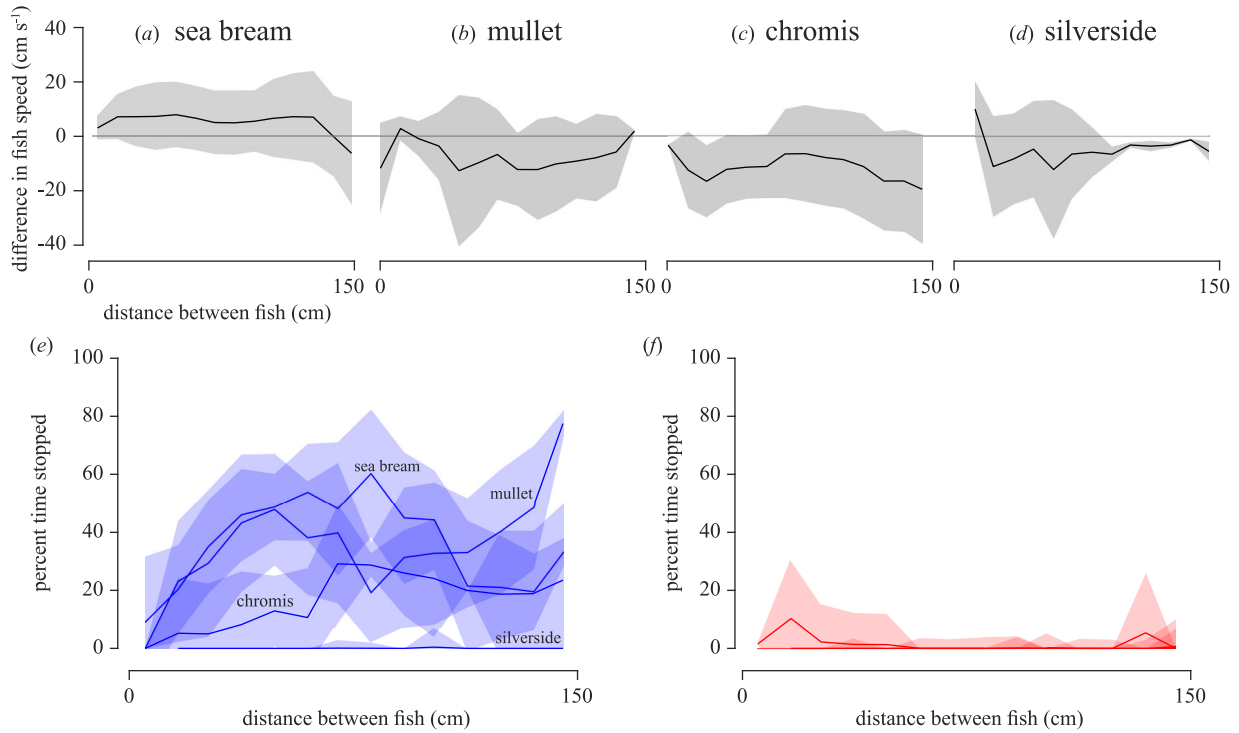 (a) sea bream
(b) mullet
(c) chromis
(d) silverside
difference in fish speed (cm s⁻¹)
40
20
0
-20
-40
0 150
0 150
0 150
0 150
distance between fish (cm)
(e)
percent time stopped
100
80
60
40
20
0
sea bream
mullet
chromis
silverside
0 150
distance between fish (cm)
(f)
percent time stopped
100
80
60
40
20
0
0 150
distance between fish (cm)